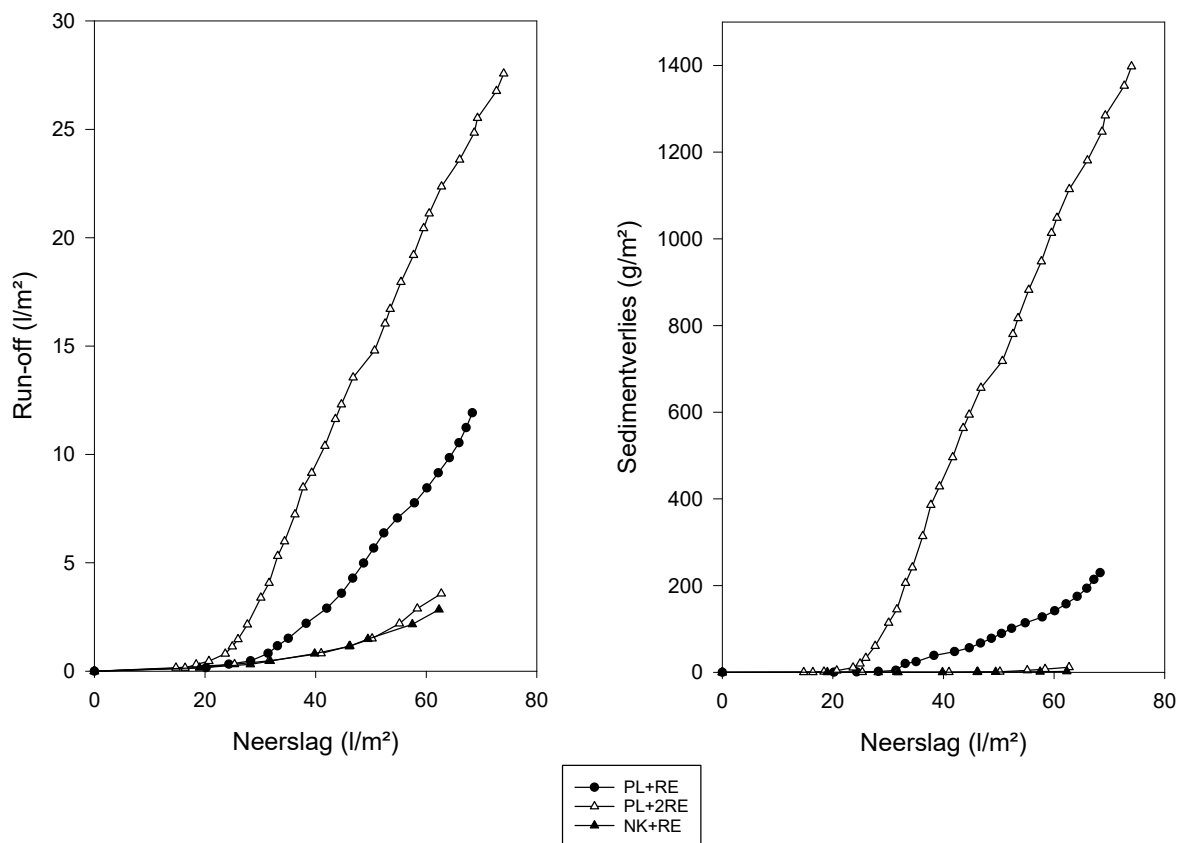 30
25
20
15
10
5
0
Run-off (l/m²)
0 20 40 60 80
Neerslag (l/m²)
1400
1200
1000
800
600
400
200
0
Sedimentverlies (g/m²)
0 20 40 60 80
Neerslag (l/m²)
PL+RE
PL+2RE
NK+RE